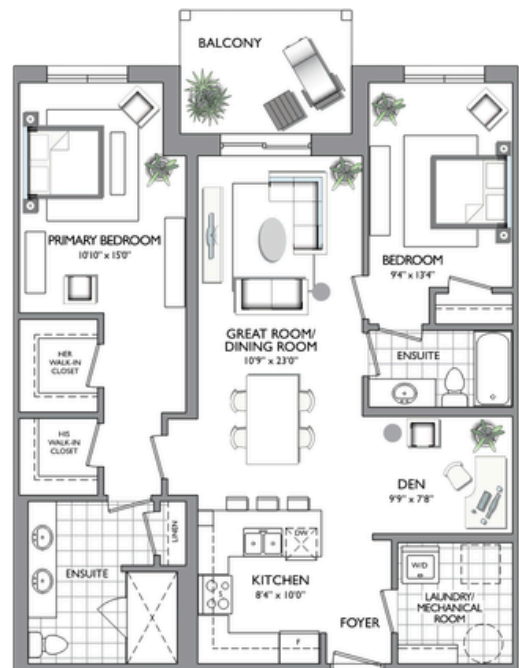 BALCONY
PRIMARY BEDROOM
10'10" x 15'0"
BEDROOM
9'4" x 13'4"
GREAT ROOM/
DINING ROOM
10'9" x 23'0"
HER
WALK-IN
CLOSET
ENSUITE
HIS
WALK-IN
CLOSET
DEN
9'9" x 7'8"
LINEN
DW
ENSUITE
W/D
KITCHEN
8'4" x 10'0"
S
LAUNDRY/
MECHANICAL
ROOM
X
FOYER
F